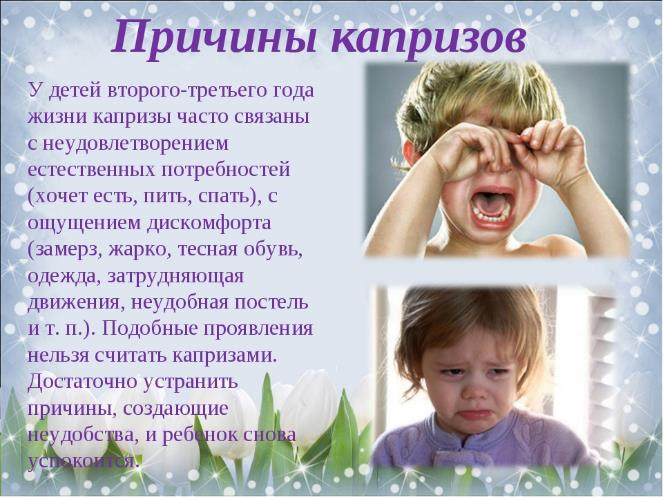 Причины капризов
У детей второго-третьего года
жизни капризы часто связаны
с неудовлетворением
естественных потребностей
(хочет есть, пить, спать), с
ощущением дискомфорта
(замерз, жарко, тесная обувь,
одежда, затрудняющая
движения, неудобная постель
и т. п.). Подобные проявления
нельзя считать капризами.
Достаточно устранить
причины, создающие
неудобства, и ребенок снова
успокоится.